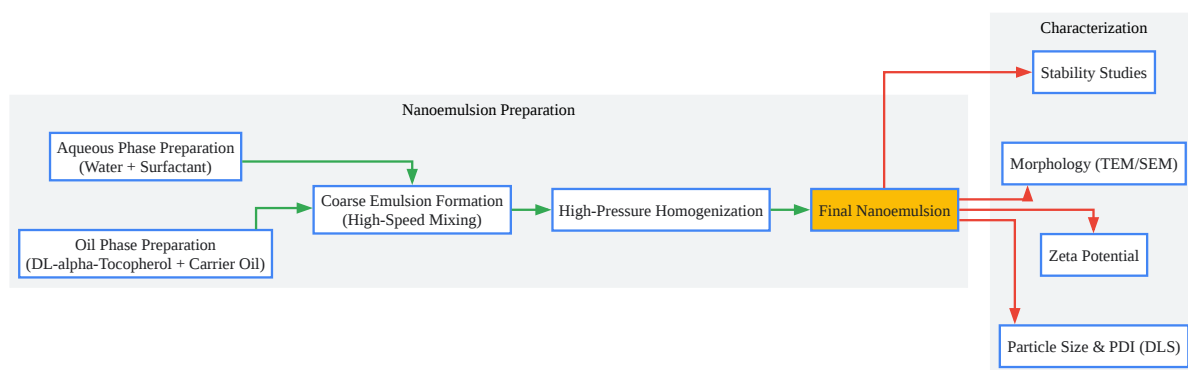 Characterization
Stability Studies
Nanoemulsion Preparation
Aqueous Phase Preparation
(Water + Surfactant)
Oil Phase Preparation
(DL-alpha-Tocopherol + Carrier Oil)
Coarse Emulsion Formation
(High-Speed Mixing)
High-Pressure Homogenization
Final Nanoemulsion
Morphology (TEM/SEM)
Zeta Potential
Particle Size & PDI (DLS)